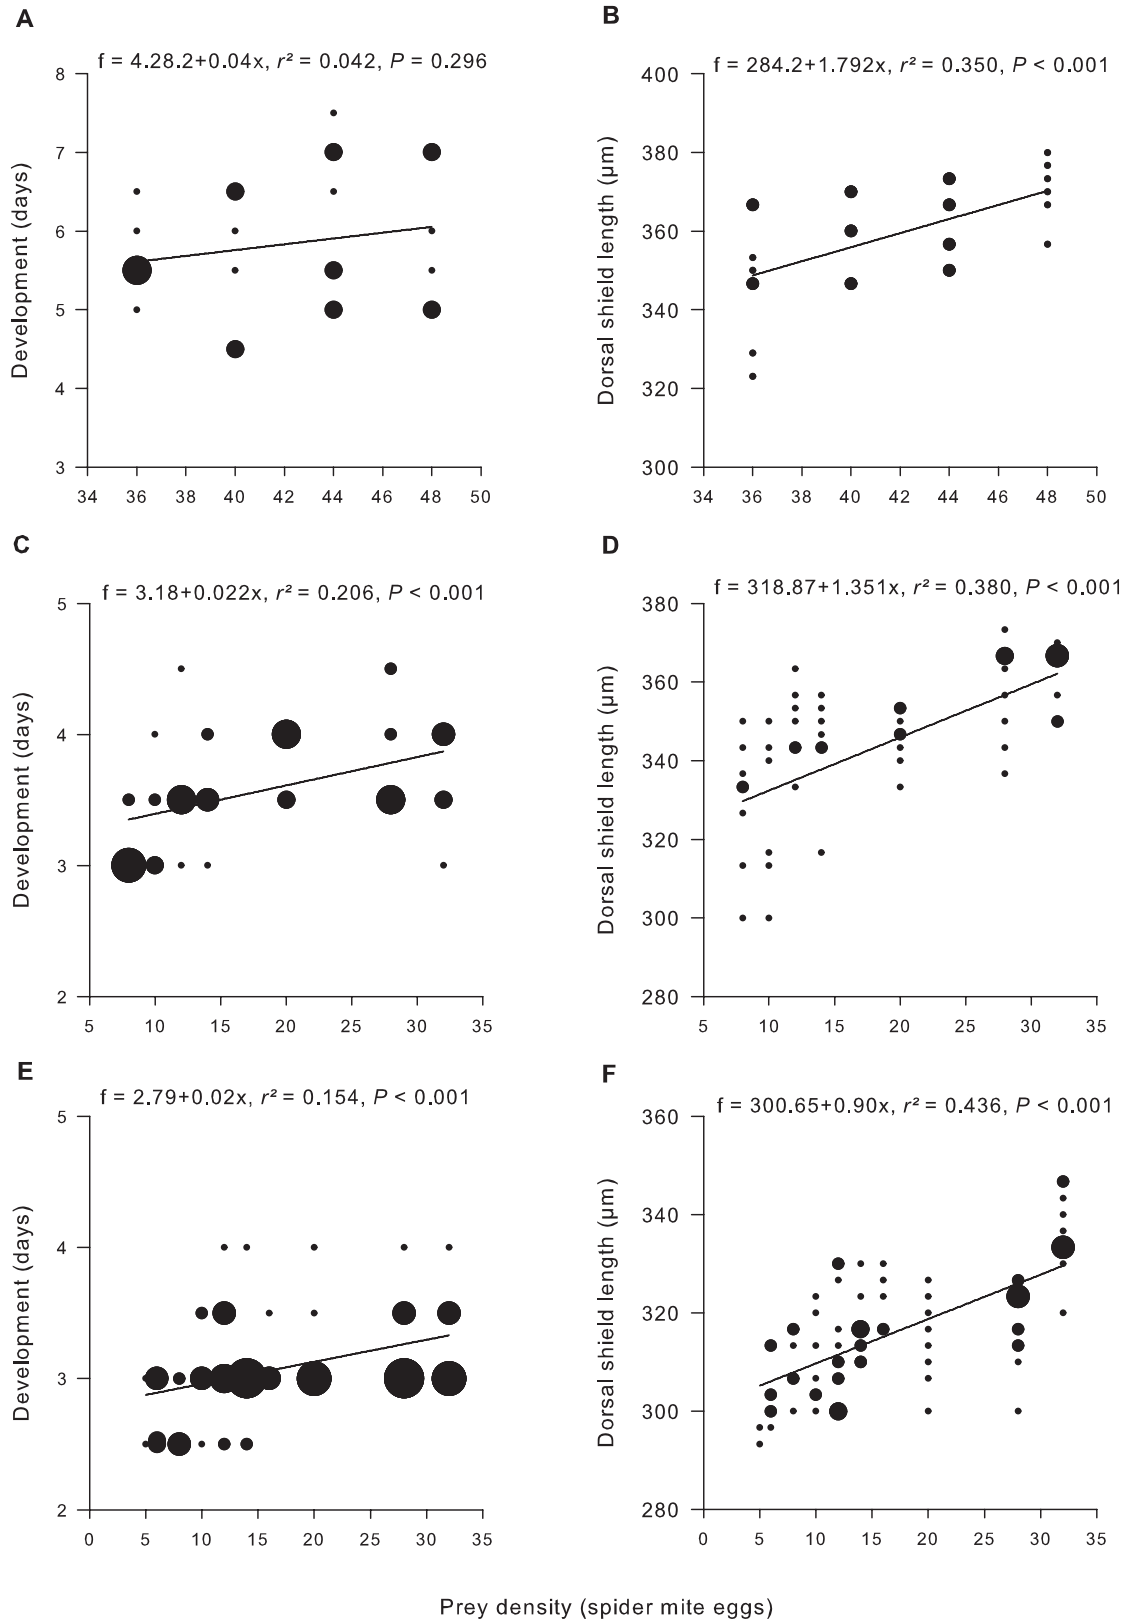 A
f = 4.28.2+0.04x, r² = 0.042, P = 0.296
8
7
6
5
4
3
Development (days)
34 36 38 40 42 44 46 48 50
B
f = 284.2+1.792x, r² = 0.350, P < 0.001
400
380
360
340
320
300
Dorsal shield length (µm)
34 36 38 40 42 44 46 48 50
C
f = 3.18+0.022x, r² = 0.206, P < 0.001
5
4
3
2
Development (days)
5 10 15 20 25 30 35
D
f = 318.87+1.351x, r² = 0.380, P < 0.001
380
360
340
320
300
280
Dorsal shield length (µm)
5 10 15 20 25 30 35
E
f = 2.79+0.02x, r² = 0.154, P < 0.001
5
4
3
2
Development (days)
0 5 10 15 20 25 30 35
F
f = 300.65+0.90x, r² = 0.436, P < 0.001
360
340
320
300
280
Dorsal shield length (µm)
0 5 10 15 20 25 30 35
Prey density (spider mite eggs)